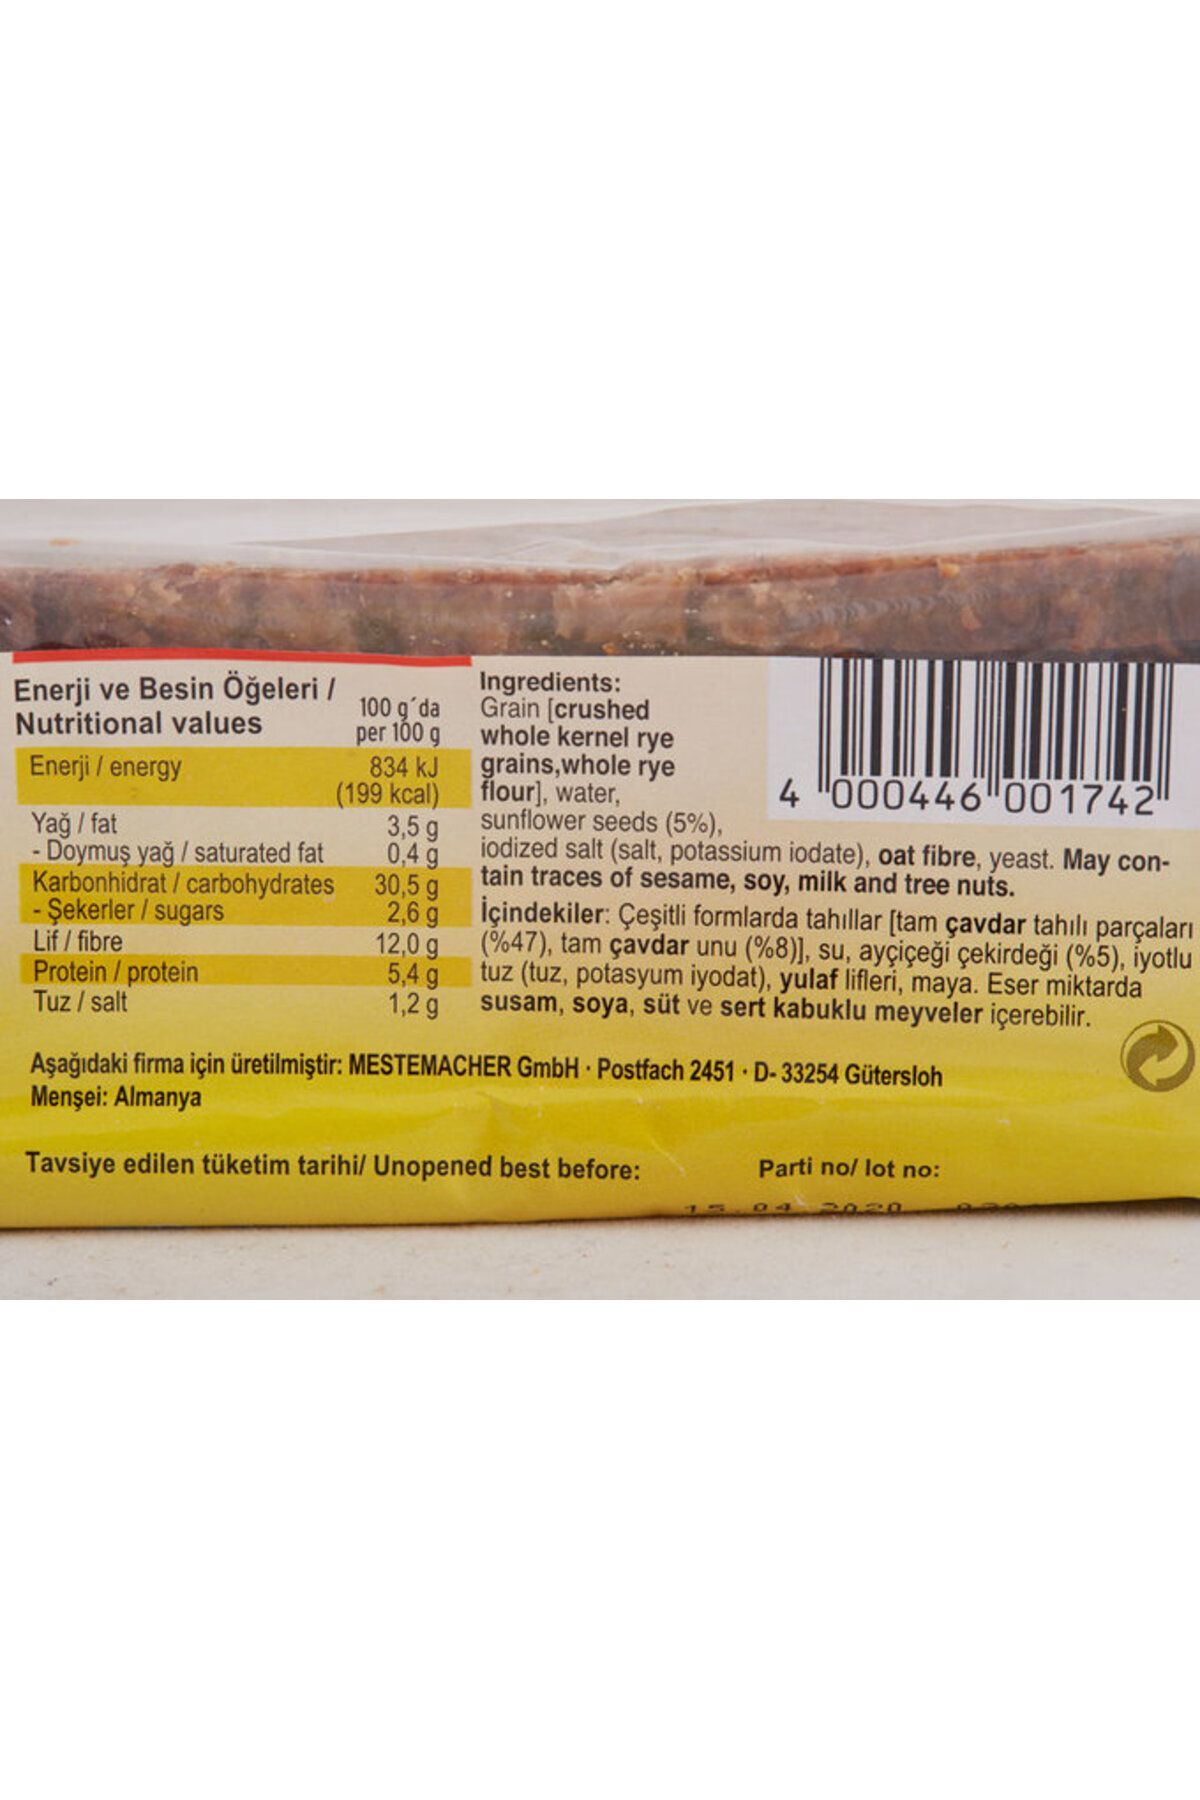 Enerji ve Besin Öğeleri /
Nutritional values
100 g´da
per 100 g
Enerji / energy 834 kJ
(199 kcal)
Yağ / fat 3,5 g
- Doymuş yağ / saturated fat 0,4 g
Karbonhidrat / carbohydrates 30,5 g
- Şekerler / sugars 2,6 g
Lif / fibre 12,0 g
Protein / protein 5,4 g
Tuz / salt 1,2 g
Ingredients:
Grain [crushed
whole kernel rye
grains,whole rye
flour], water,
sunflower seeds (5%),
iodized salt (salt, potassium iodate), oat fibre, yeast. May con-
tain traces of sesame, soy, milk and tree nuts.
İçindekiler: Çeşitli formlarda tahıllar [tam çavdar tahılı parçaları
(%47), tam çavdar unu (%8)], su, ayçiçeği çekirdeği (%5), iyotlu
tuz (tuz, potasyum iyodat), yulaf lifleri, maya. Eser miktarda
susam, soya, süt ve sert kabuklu meyveler içerebilir.
4 000446 001742
Aşağıdaki firma için üretilmiştir: MESTEMACHER GmbH · Postfach 2451 · D- 33254 Gütersloh
Menşei: Almanya
Tavsiye edilen tüketim tarihi/ Unopened best before:
Parti no/ lot no:
15.04.2020